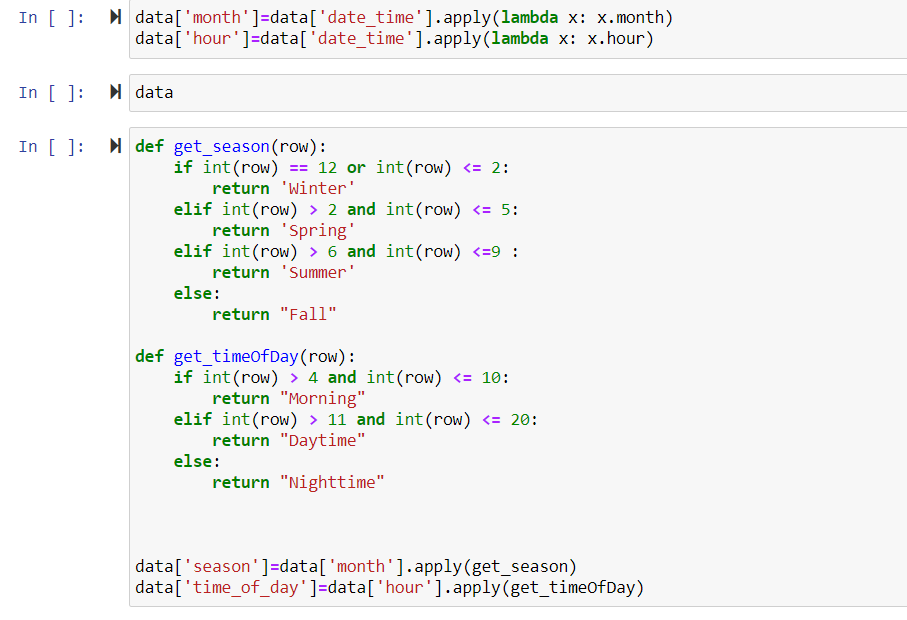 In [ ]: data['month']=data['date_time'].apply(lambda x: x.month)
data['hour']=data['date_time'].apply(lambda x: x.hour)
In [ ]: data
In [ ]: def get_season(row):
    if int(row) == 12 or int(row) <= 2:
        return 'Winter'
    elif int(row) > 2 and int(row) <= 5:
        return 'Spring'
    elif int(row) > 6 and int(row) <=9 :
        return 'Summer'
    else:
        return "Fall"
def get_timeOfDay(row):
    if int(row) > 4 and int(row) <= 10:
        return "Morning"
    elif int(row) > 11 and int(row) <= 20:
        return "Daytime"
    else:
        return "Nighttime"
data['season']=data['month'].apply(get_season)
data['time_of_day']=data['hour'].apply(get_timeOfDay)